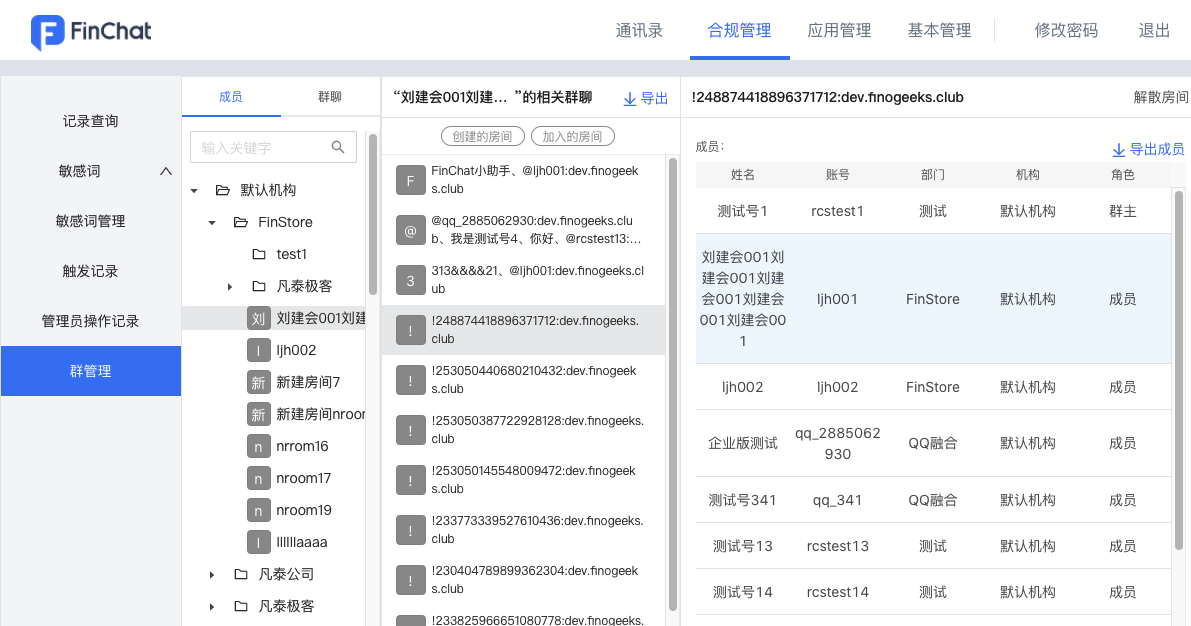 FinChat
通讯录
合规管理
应用管理
基本管理
修改密码
退出
记录查询
敏感词
敏感词管理
触发记录
管理员操作记录
群管理
成员
群聊
输入关键字
默认机构
FinStore
test1
凡泰极客
刘 刘建会001刘建
l ljh002
新 新建房间7
新 新建房间nroor
n nrrom16
n nroom17
n nroom19
l lllllllaaaa
凡泰公司
凡泰极客
“刘建会001刘建... ”的相关群聊
导出
创建的房间
加入的房间
F
FinChat小助手、@ljh001:dev.finogeek
s.club
@
@qq_2885062930:dev.finogeeks.clu
b、我是测试号4、你好、@rcstest13:...
3
313&&&&21、@ljh001:dev.finogeeks.cl
ub
!
!248874418896371712:dev.finogeeks.
club
!
!253050440680210432:dev.finogeek
s.club
!
!253050387722928128:dev.finogeeks.
club
!
!253050145548009472:dev.finogeek
s.club
!
!233773339527610436:dev.finogeeks.
club
!
!230404789899362304:dev.finogeek
s.club
!233825966651080778:dev.finogeeks.
!248874418896371712:dev.finogeeks.club
解散房间
成员:
导出成员
姓名 账号 部门 机构 角色
测试号1 rcstest1 测试 默认机构 群主
刘建会001刘
建会001刘建
会001刘建会
001刘建会00
1
ljh001 FinStore 默认机构 成员
ljh002 ljh002 FinStore 默认机构 成员
企业版测试
qq_2885062
930
QQ融合 默认机构 成员
测试号341 qq_341 QQ融合 默认机构 成员
测试号13 rcstest13 测试 默认机构 成员
测试号14 rcstest14 测试 默认机构 成员